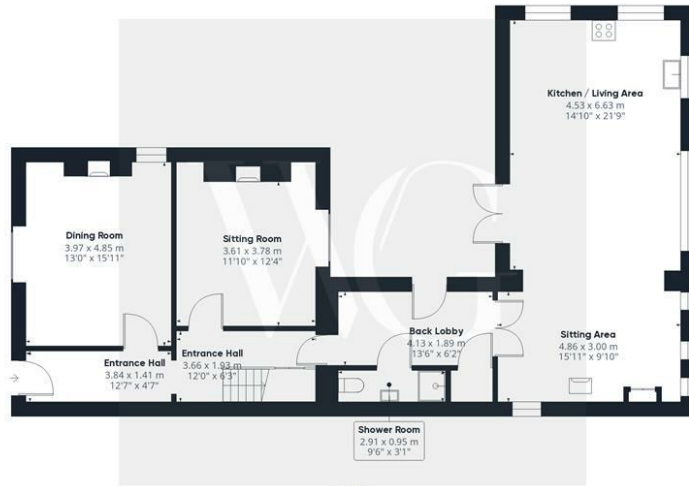 Kitchen / Living Area
4.53 x 6.63 m
14'10" x 21'9"
Dining Room
3.97 x 4.85 m
13'0" x 15'11"
Sitting Room
3.61 x 3.78 m
11'10" x 12'4"
Back Lobby
4.13 x 1.89 m
13'6" x 6'2"
Sitting Area
4.86 x 3.00 m
15'11" x 9'10"
Entrance Hall
3.84 x 1.41 m
12'7" x 4'7"
Entrance Hall
3.66 x 1.93 m
12'0" x 6'3"
Shower Room
2.91 x 0.95 m
9'6" x 3'1"
WG